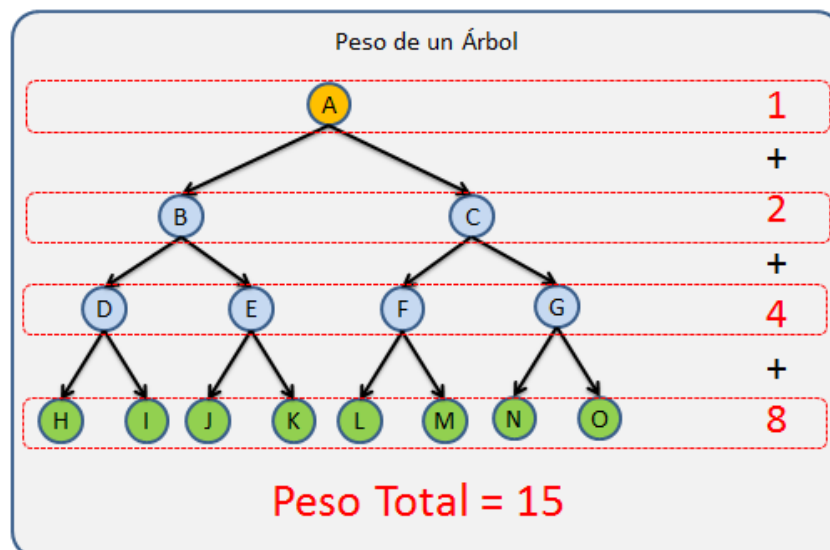 Peso de un Árbol
A 1
+
B C 2
+
D E F G 4
+
H I J K L M N O 8
Peso Total = 15